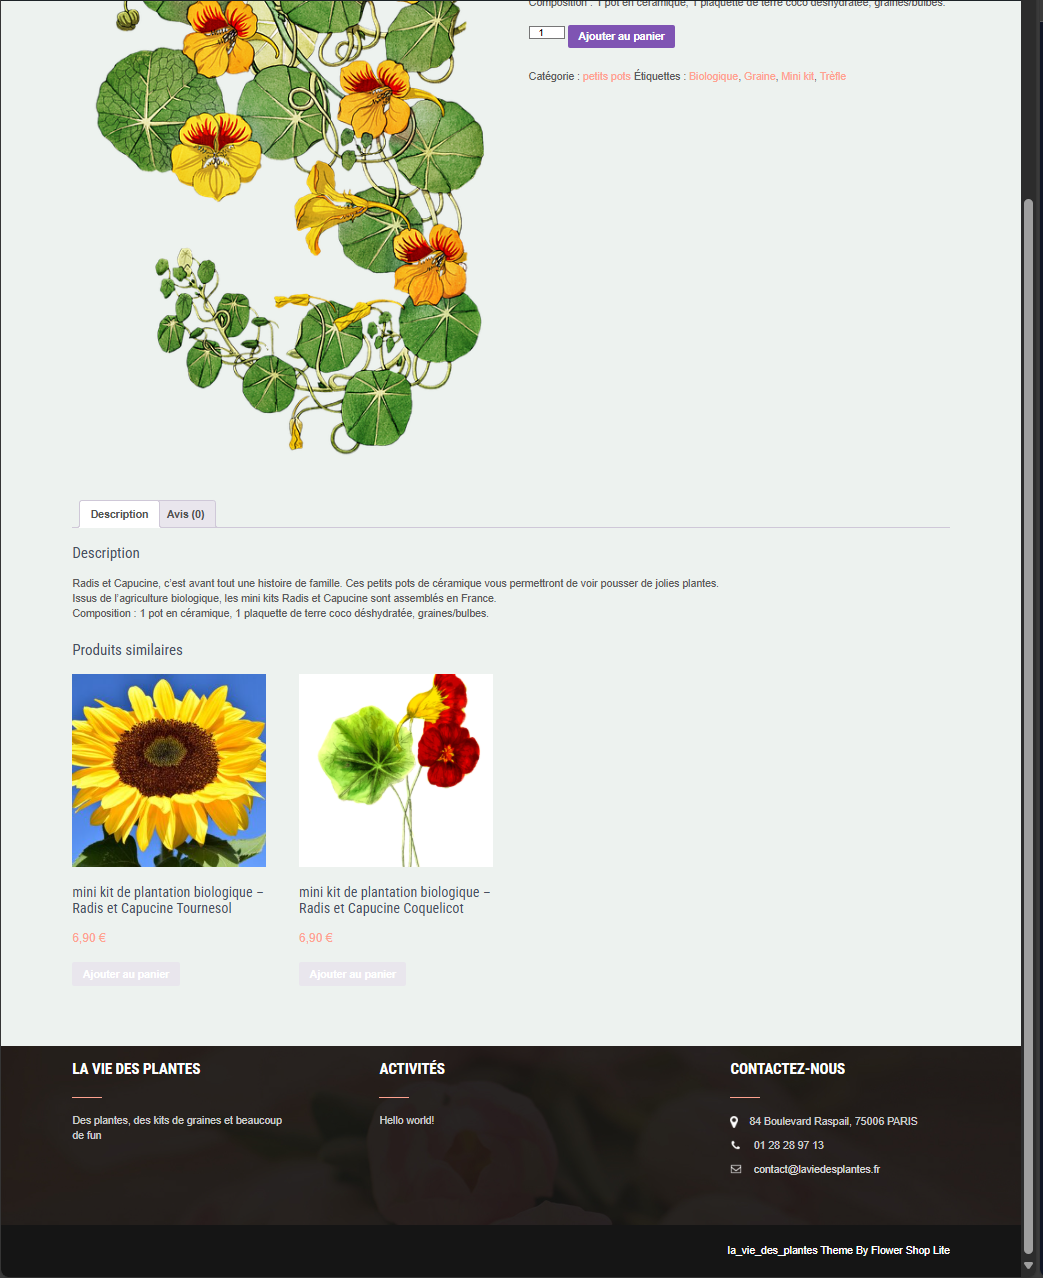 Composition : 1 pot en céramique, 1 plaquette de terre coco déshydratée, graines/bulbes.
1
Ajouter au panier
Catégorie : petits pots Étiquettes : Biologique, Graine, Mini kit, Trèfle
Description
Avis (0)
Description
Radis et Capucine, c'est avant tout une histoire de famille. Ces petits pots de céramique vous permettront de voir pousser de jolies plantes.
Issus de l'agriculture biologique, les mini kits Radis et Capucine sont assemblés en France.
Composition : 1 pot en céramique, 1 plaquette de terre coco déshydratée, graines/bulbes.
Produits similaires
mini kit de plantation biologique –
Radis et Capucine Tournesol
6,90 €
Ajouter au panier
mini kit de plantation biologique –
Radis et Capucine Coquelicot
6,90 €
Ajouter au panier
LA VIE DES PLANTES
Des plantes, des kits de graines et beaucoup
de fun
ACTIVITÉS
Hello world!
CONTACTEZ-NOUS
84 Boulevard Raspail, 75006 PARIS
01 28 28 97 13
contact@laviedesplantes.fr
la_vie_des_plantes Theme By Flower Shop Lite